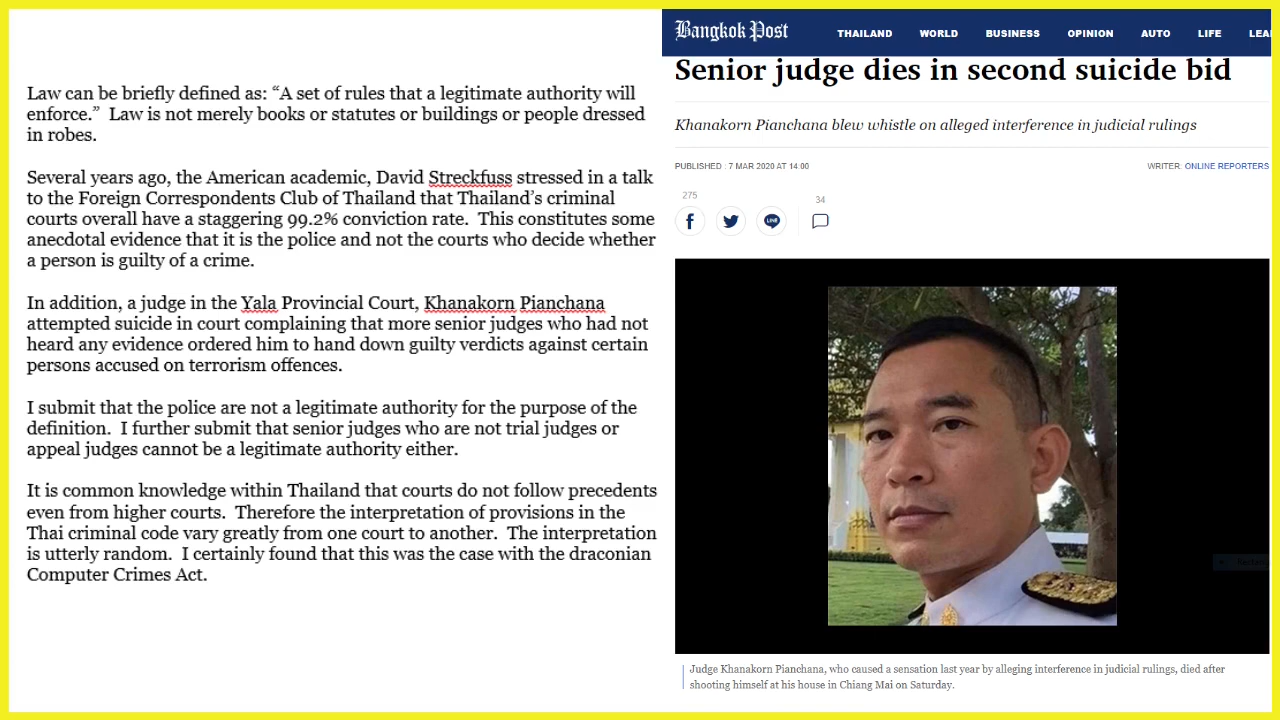 Law can be briefly defined as: “A set of rules that a legitimate authority will
enforce.” Law is not merely books or statutes or buildings or people dressed
in robes.
Several years ago, the American academic, David Streckfuss stressed in a talk
to the Foreign Correspondents Club of Thailand that Thailand’s criminal
courts overall have a staggering 99.2% conviction rate. This constitutes some
anecdotal evidence that it is the police and not the courts who decide whether
a person is guilty of a crime.
In addition, a judge in the Yala Provincial Court, Khanakorn Pianchana
attempted suicide in court complaining that more senior judges who had not
heard any evidence ordered him to hand down guilty verdicts against certain
persons accused on terrorism offences.
I submit that the police are not a legitimate authority for the purpose of the
definition. I further submit that senior judges who are not trial judges or
appeal judges cannot be a legitimate authority either.
It is common knowledge within Thailand that courts do not follow precedents
even from higher courts. Therefore the interpretation of provisions in the
Thai criminal code vary greatly from one court to another. The interpretation
is utterly random. I certainly found that this was the case with the draconian
Computer Crimes Act.
Bangkok Post THAILAND WORLD BUSINESS OPINION AUTO LIFE LEA
Senior judge dies in second suicide bid
Khanakorn Pianchana blew whistle on alleged interference in judicial rulings
PUBLISHED : 7 MAR 2020 AT 14:00 WRITER: ONLINE REPORTERS
275 34
LINE
Judge Khanakorn Pianchana, who caused a sensation last year by alleging interference in judicial rulings, died after
shooting himself at his house in Chiang Mai on Saturday.